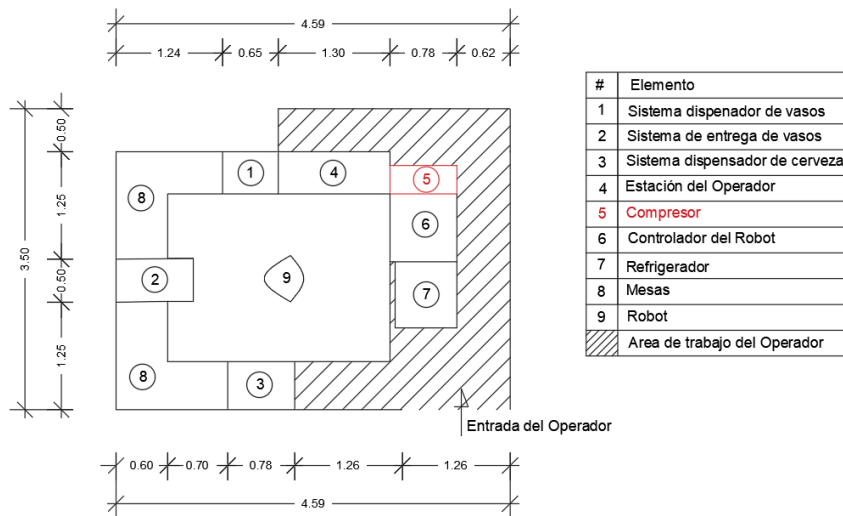 4.59
1.24 0.65 1.30 0.78 0.62
0.50
1.25
0.50
1.25
3.50
1
4
5
8
6
2
9
7
8
3
Entrada del Operador
0.60 0.70 0.78 1.26 1.26
4.59
# Elemento
1 Sistema dispenador de vasos
2 Sistema de entrega de vasos
3 Sistema dispensador de cerveza
4 Estación del Operador
5 Compresor
6 Controlador del Robot
7 Refrigerador
8 Mesas
9 Robot
Area de trabajo del Operador